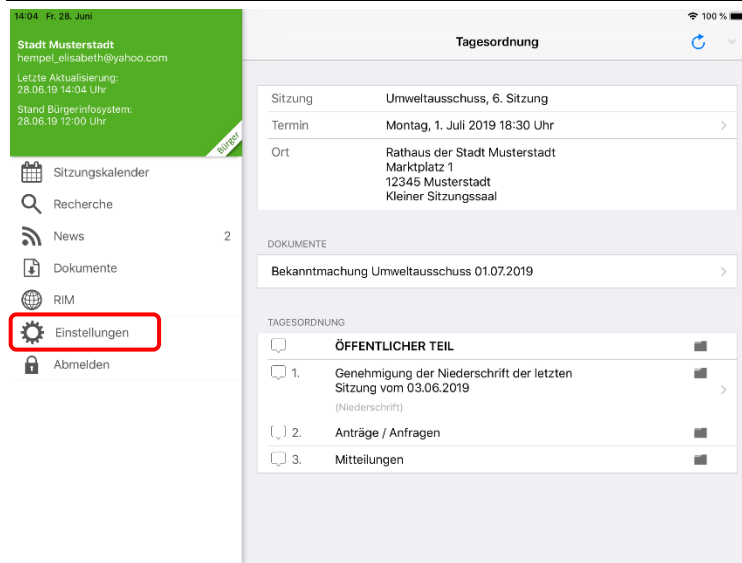 14:04 Fr. 28. Juni
100 %
Stadt Musterstadt
hempel_elisabeth@yahoo.com
Letzte Aktualisierung:
28.06.19 14:04 Uhr
Stand Bürgerinfosystem:
28.06.19 12:00 Uhr
Bürger
Sitzungskalender
Recherche
News 2
Dokumente
RIM
Einstellungen
Abmelden
Tagesordnung
Sitzung Umweltausschuss, 6. Sitzung
Termin Montag, 1. Juli 2019 18:30 Uhr
Ort Rathaus der Stadt Musterstadt
Marktplatz 1
12345 Musterstadt
Kleiner Sitzungssaal
DOKUMENTE
Bekanntmachung Umweltausschuss 01.07.2019
TAGESORDNUNG
ÖFFENTLICHER TEIL
1. Genehmigung der Niederschrift der letzten
Sitzung vom 03.06.2019
(Niederschrift)
2. Anträge / Anfragen
3. Mitteilungen